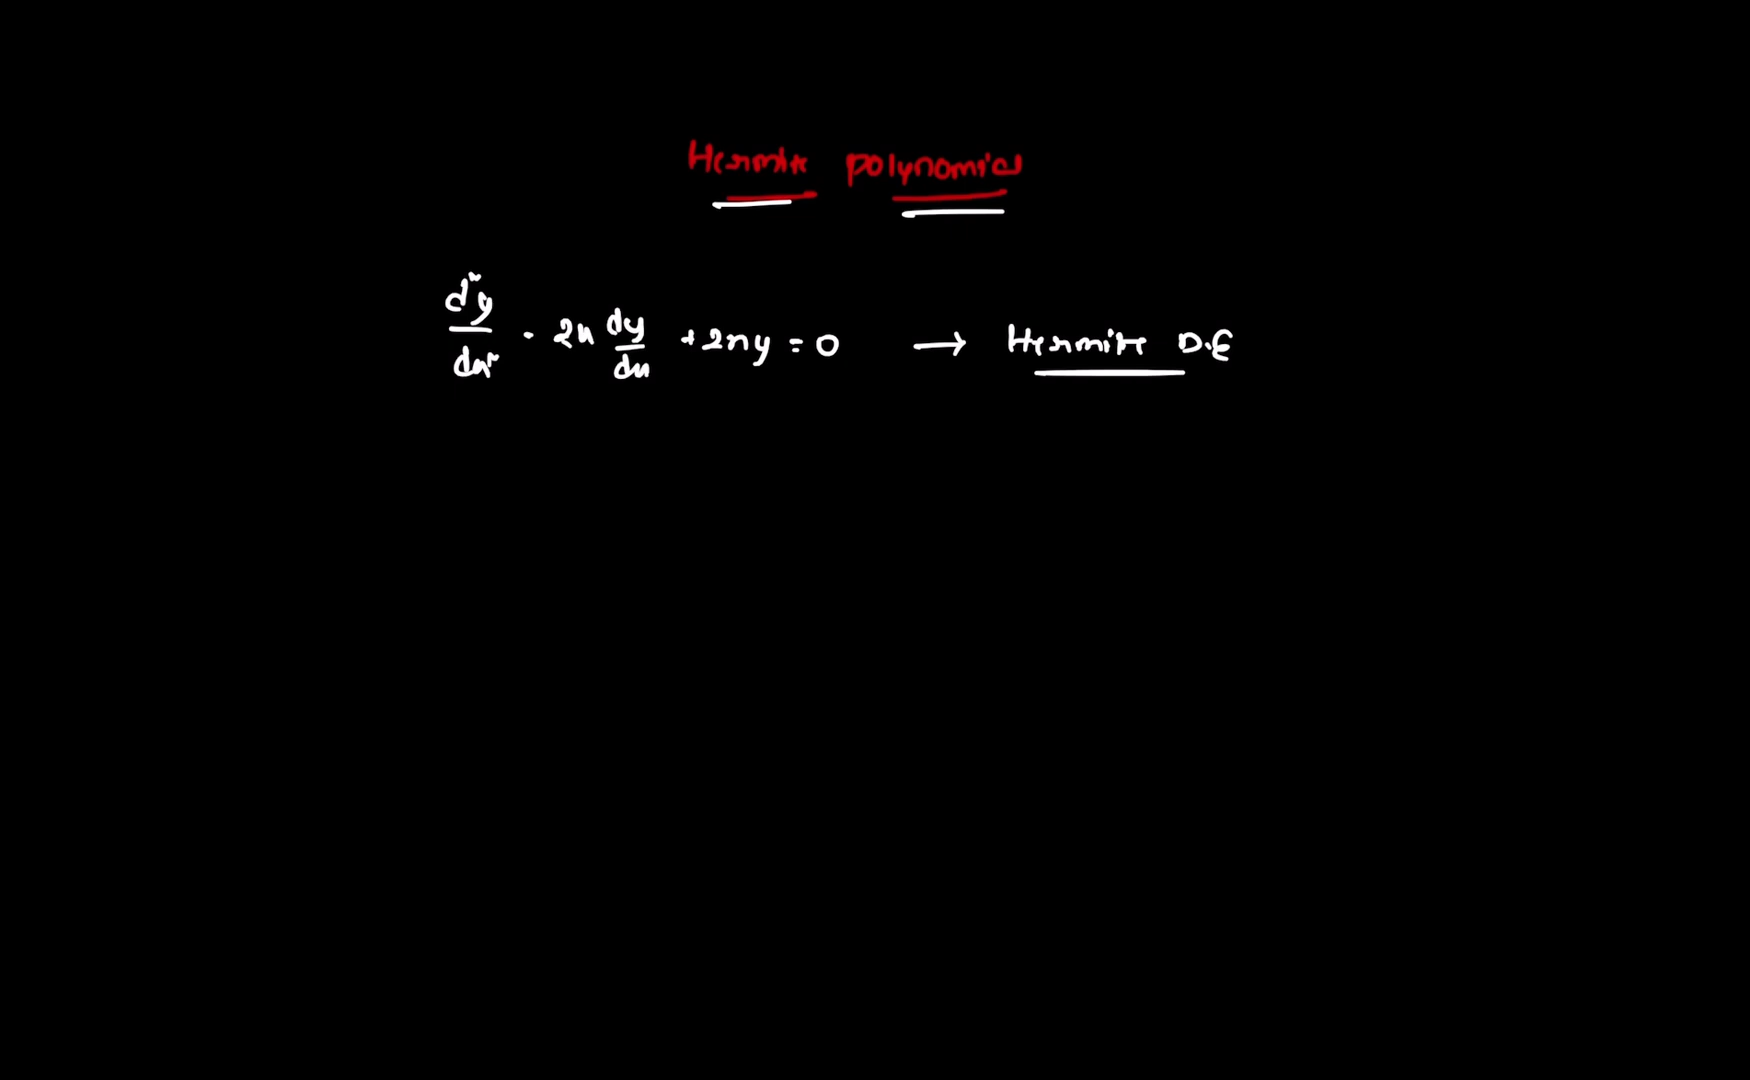 Hermite polynomial
d²y/dx² - 2x dy/dx + 2ny = 0 → Hermite D.E